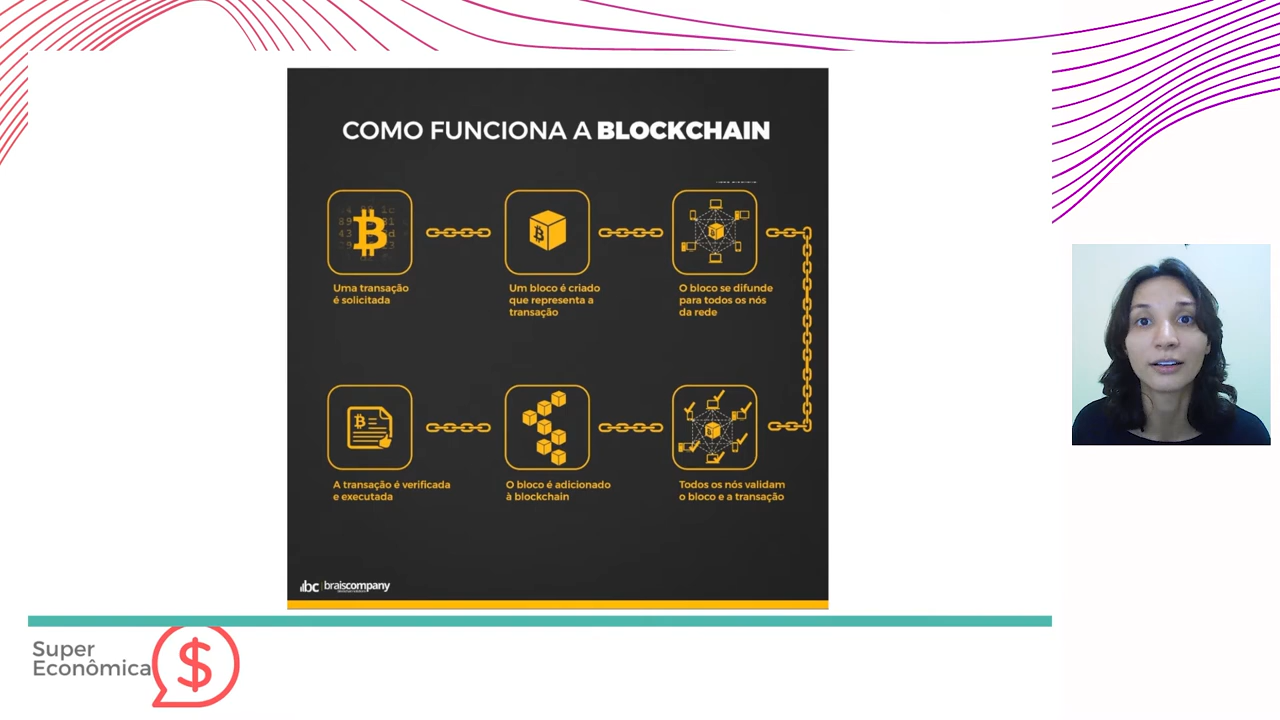 COMO FUNCIONA A BLOCKCHAIN
Uma transação
é solicitada
Um bloco é criado
que representa a
transação
O bloco se difunde
para todos os nós
da rede
A transação é verificada
e executada
O bloco é adicionado
à blockchain
Todos os nós validam
o bloco e a transação
bc braiscompany
Super
Econômica